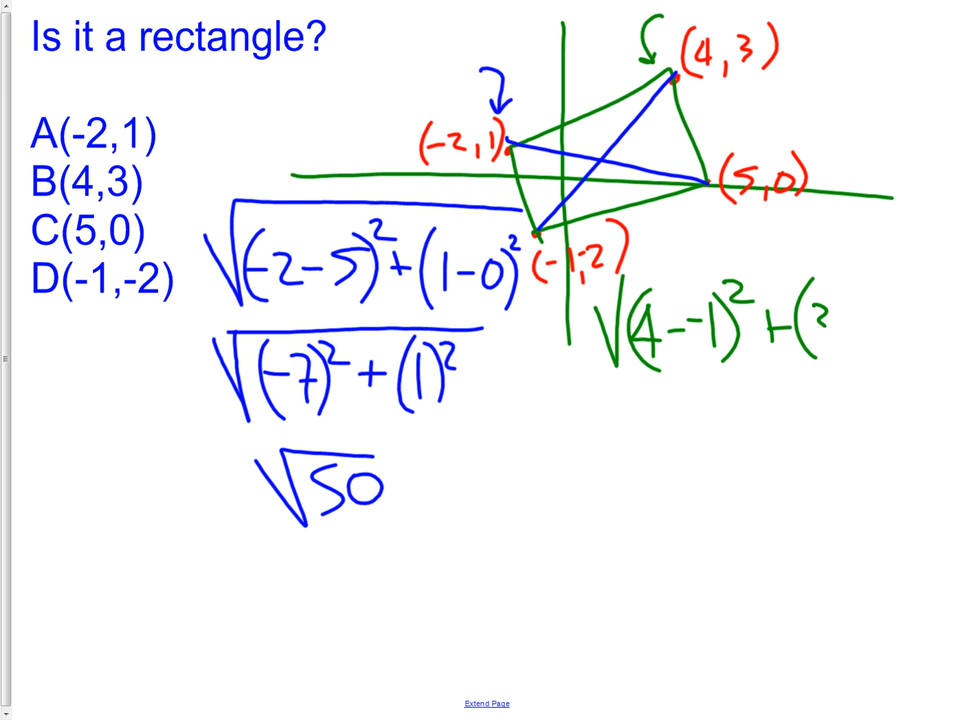 Is it a rectangle?
A(-2,1)
B(4,3)
C(5,0)
D(-1,-2)
(4,3)
(-2,1)
(5,0)
(-1,-2)
√(-2-5)²+(1-0)²
√(-7)²+(1)²
√50
√(4--1)²+(3
Extend Page